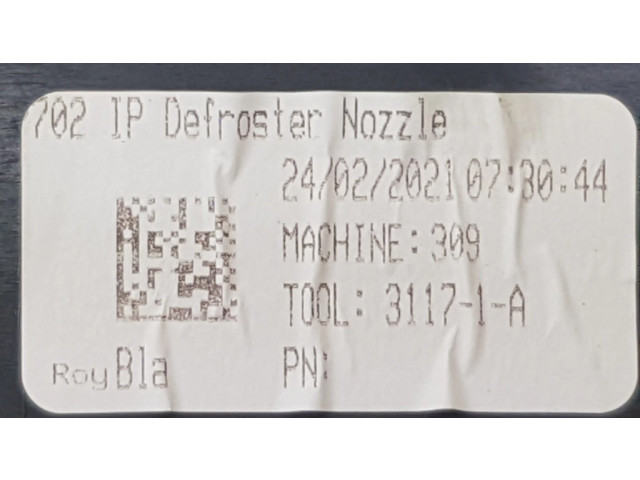 702 IP Defroster Nozzle
24/02/2021 07:30:44
MACHINE: 309
TOOL: 3117-1-A
Roy Bla PN: